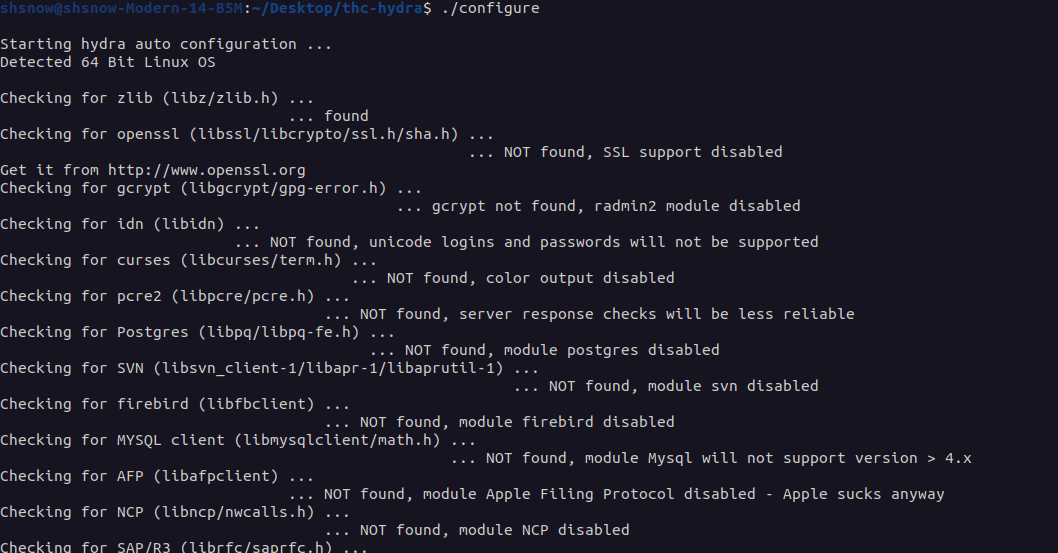 shsnow@shsnow-Modern-14-B5M:~/Desktop/thc-hydra$ ./configure
Starting hydra auto configuration ...
Detected 64 Bit Linux OS
Checking for zlib (libz/zlib.h) ...
... found
Checking for openssl (libssl/libcrypto/ssl.h/sha.h) ...
... NOT found, SSL support disabled
Get it from http://www.openssl.org
Checking for gcrypt (libgcrypt/gpg-error.h) ...
... gcrypt not found, radmin2 module disabled
Checking for idn (libidn) ...
... NOT found, unicode logins and passwords will not be supported
Checking for curses (libcurses/term.h) ...
... NOT found, color output disabled
Checking for pcre2 (libpcre/pcre.h) ...
... NOT found, server response checks will be less reliable
Checking for Postgres (libpq/libpq-fe.h) ...
... NOT found, module postgres disabled
Checking for SVN (libsvn_client-1/libapr-1/libaprutil-1) ...
... NOT found, module svn disabled
Checking for firebird (libfbclient) ...
... NOT found, module firebird disabled
Checking for MYSQL client (libmysqlclient/math.h) ...
... NOT found, module Mysql will not support version > 4.x
Checking for AFP (libafpclient) ...
... NOT found, module Apple Filing Protocol disabled - Apple sucks anyway
Checking for NCP (libncp/nwcalls.h) ...
... NOT found, module NCP disabled
Checking for SAP/R3 (librfc/saprfc.h) ...